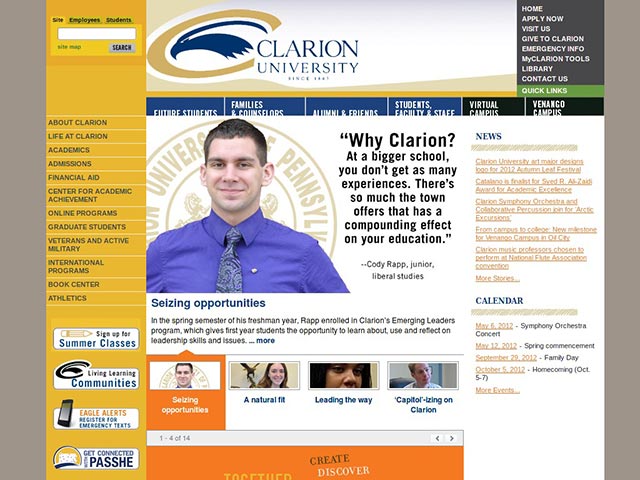 Site Employees Students
site map
SEARCH
CLARION
UNIVERSITY
SINCE 1867
HOME
APPLY NOW
VISIT US
GIVE TO CLARION
EMERGENCY INFO
MyCLARION TOOLS
LIBRARY
CONTACT US
QUICK LINKS
FUTURE STUDENTS
FAMILIES
& COUNSELORS
ALUMNI & FRIENDS
STUDENTS,
FACULTY & STAFF
VIRTUAL
CAMPUS
VENANGO
CAMPUS
ABOUT CLARION
LIFE AT CLARION
ACADEMICS
ADMISSIONS
FINANCIAL AID
CENTER FOR ACADEMIC
ACHIEVEMENT
ONLINE PROGRAMS
GRADUATE STUDENTS
VETERANS AND ACTIVE
MILITARY
INTERNATIONAL
PROGRAMS
BOOK CENTER
ATHLETICS
Sign up for
Summer Classes
Living Learning
Communities
EAGLE ALERTS
REGISTER FOR
EMERGENCY TEXTS
GET CONNECTED
WITH
PASSHE
“Why Clarion?
At a bigger school,
you don't get as many
experiences. There's
so much the town
offers that has a
compounding effect
on your education.”
--Cody Rapp, junior,
liberal studies
Seizing opportunities
In the spring semester of his freshman year, Rapp enrolled in Clarion's Emerging Leaders
program, which gives first year students the opportunity to learn about, use and reflect on
leadership skills and issues. ... more
Seizing
opportunities
A natural fit
Leading the way
‘Capitol’-izing on
Clarion
1 - 4 of 14
TOGETHER
CREATE
DISCOVER
NEWS
Clarion University art major designs
logo for 2012 Autumn Leaf Festival
Catalano is finalist for Syed R. Ali-Zaidi
Award for Academic Excellence
Clarion Symphony Orchestra and
Collaborative Percussion join for 'Arctic
Excursions'
From campus to college: New milestone
for Venango Campus in Oil City
Clarion music professors chosen to
perform at National Flute Association
convention
More Stories...
CALENDAR
May 6, 2012 - Symphony Orchestra
Concert
May 12, 2012 - Spring commencement
September 29, 2012 - Family Day
October 5, 2012 - Homecoming (Oct.
5-7)
More Events...